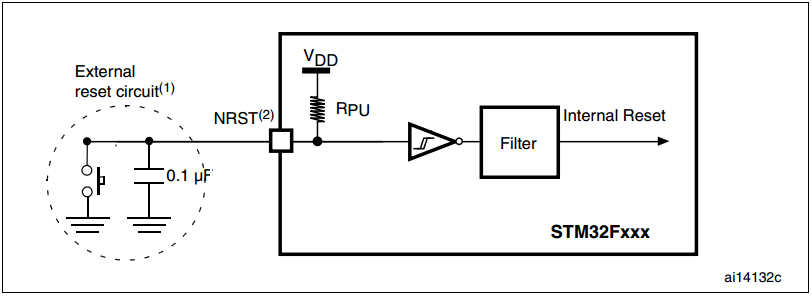 External
reset circuit(1)
VDD
NRST(2)
RPU
Internal Reset
Filter
0.1 μF
STM32Fxxx
ai14132c